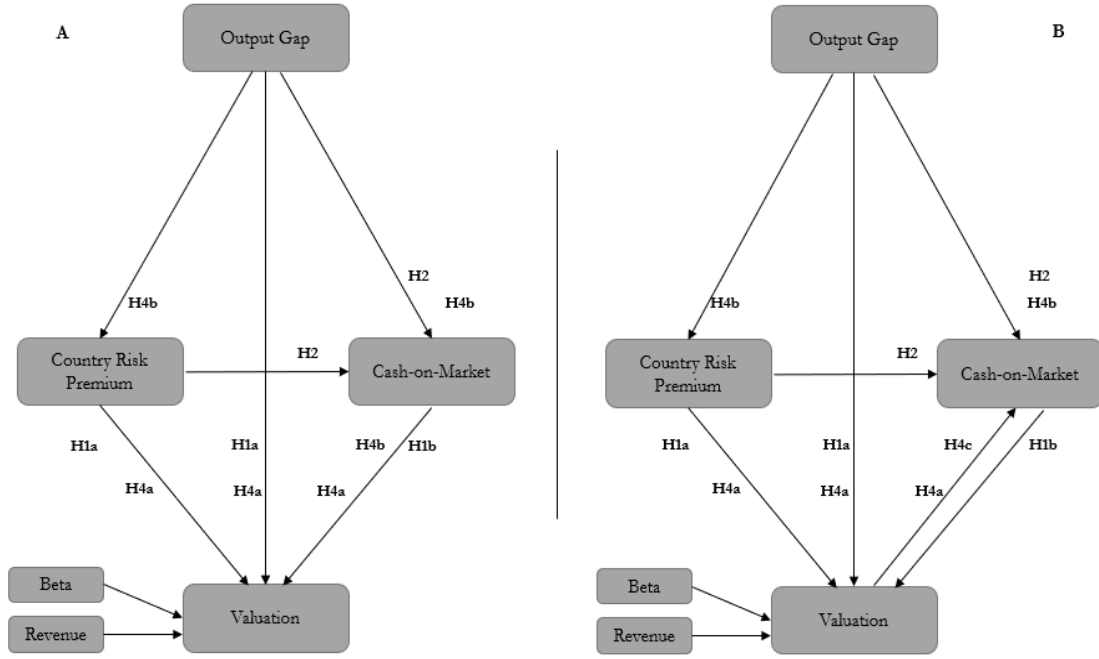 A
Output Gap
H2
H4b
H4b
Country Risk
Premium
H2
Cash-on-Market
H1a
H1a
H4b
H1b
H4a
H4a
H4a
Beta
Revenue
Valuation
Output Gap
B
H2
H4b
H4b
Country Risk
Premium
H2
Cash-on-Market
H1a
H1a
H4c
H1b
H4a
H4a
H4a
Beta
Revenue
Valuation